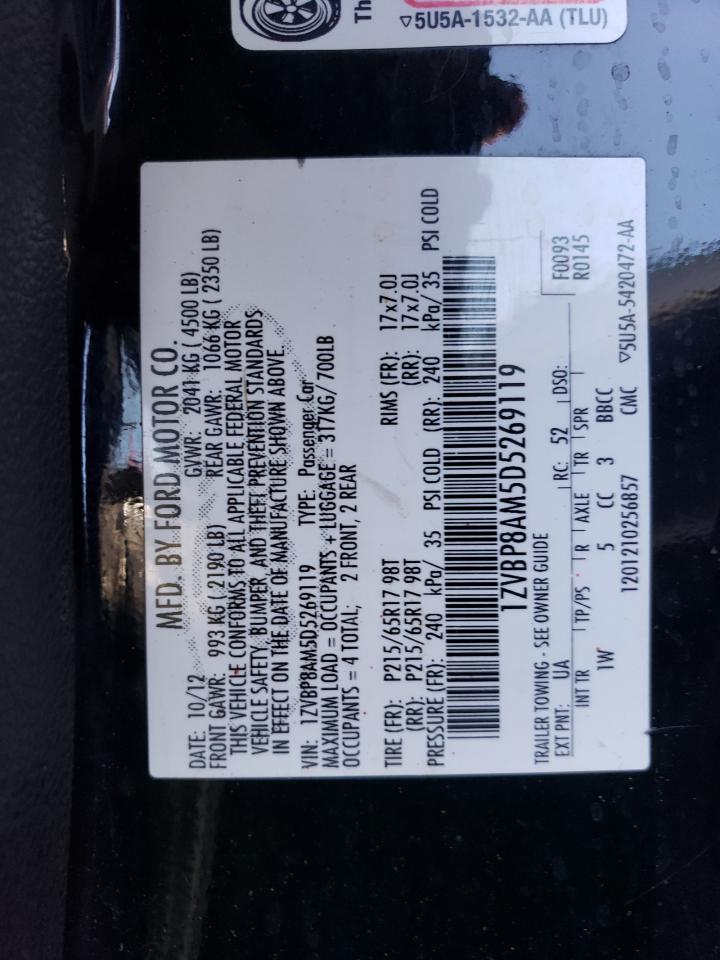 Th
▽5U5A-1532-AA (TLU)
MFD. BY FORD MOTOR CO.
DATE: 10/12 GVWR: 2041 KG ( 4500 LB)
FRONT GAWR: 993 KG ( 2190 LB) REAR GAWR: 1066 KG ( 2350 LB)
THIS VEHICLE CONFORMS TO ALL APPLICABLE FEDERAL MOTOR
VEHICLE SAFETY, BUMPER, AND THEFT PREVENTION STANDARDS
IN EFFECT ON THE DATE OF MANUFACTURE SHOWN ABOVE.
VIN: 1ZVBP8AM5D5269119 TYPE: Passenger Car
MAXIMUM LOAD = OCCUPANTS + LUGGAGE = 317KG/ 700LB
OCCUPANTS = 4 TOTAL; 2 FRONT, 2 REAR
TIRE (FR): P215/65R17 98T RIMS (FR): 17x7.0J
(RR): P215/65R17 98T (RR): 17x7.0J
PRESSURE (FR): 240 kPa/ 35 PSI COLD (RR): 240 kPa/ 35 PSI COLD
1ZVBP8AM5D5269119
TRAILER TOWING - SEE OWNER GUIDE F0093
EXT PNT: UA RC: 52 DSO: R0145
INT TR TP/PS R AXLE TR SPR
1W 5 CC 3 BBCC
1201210256857 CMC ▽5U5A-5420472-AA